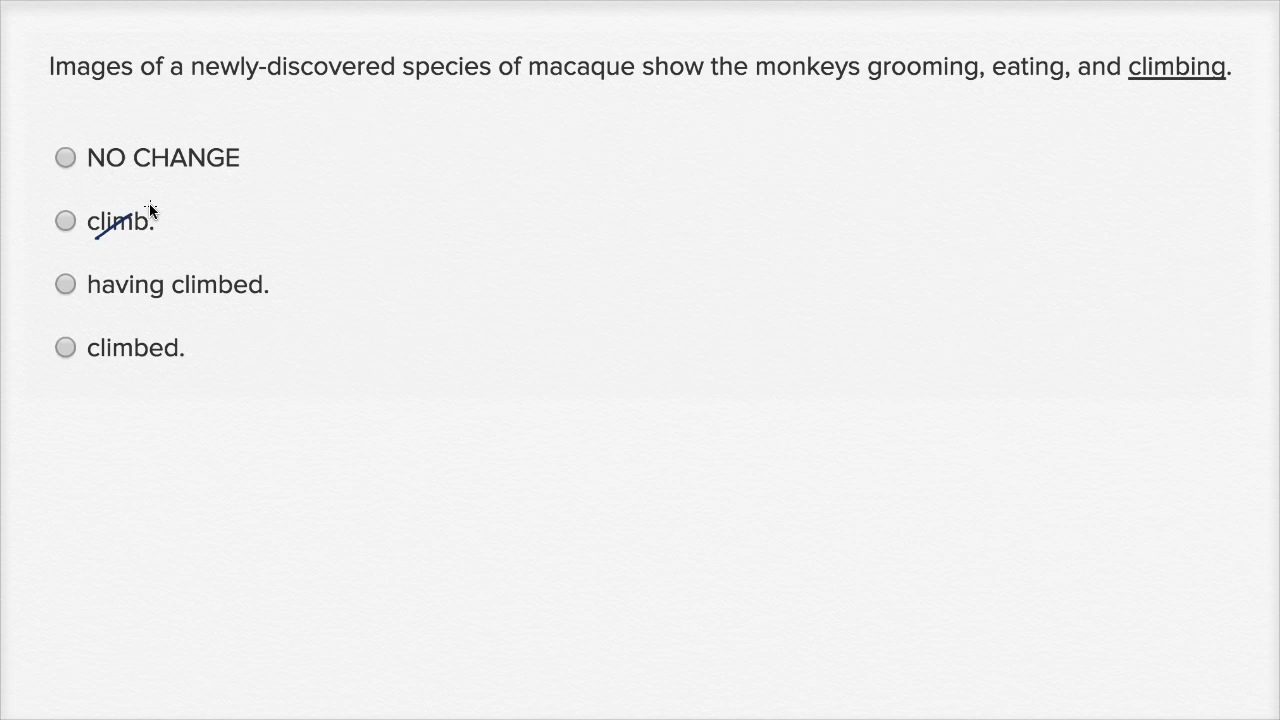 Images of a newly-discovered species of macaque show the monkeys grooming, eating, and climbing.
NO CHANGE
climb.
having climbed.
climbed.